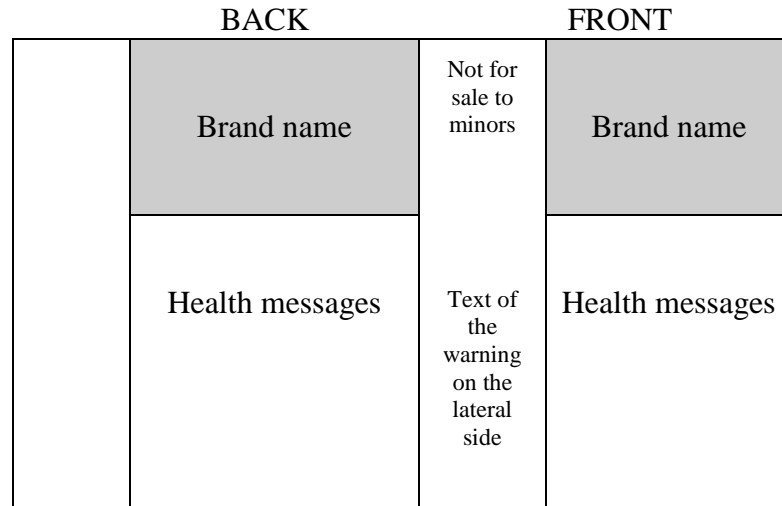 BACK
FRONT
Brand name
Health messages
Not for
sale to
minors
Text of
the
warning
on the
lateral
side
Brand name
Health messages